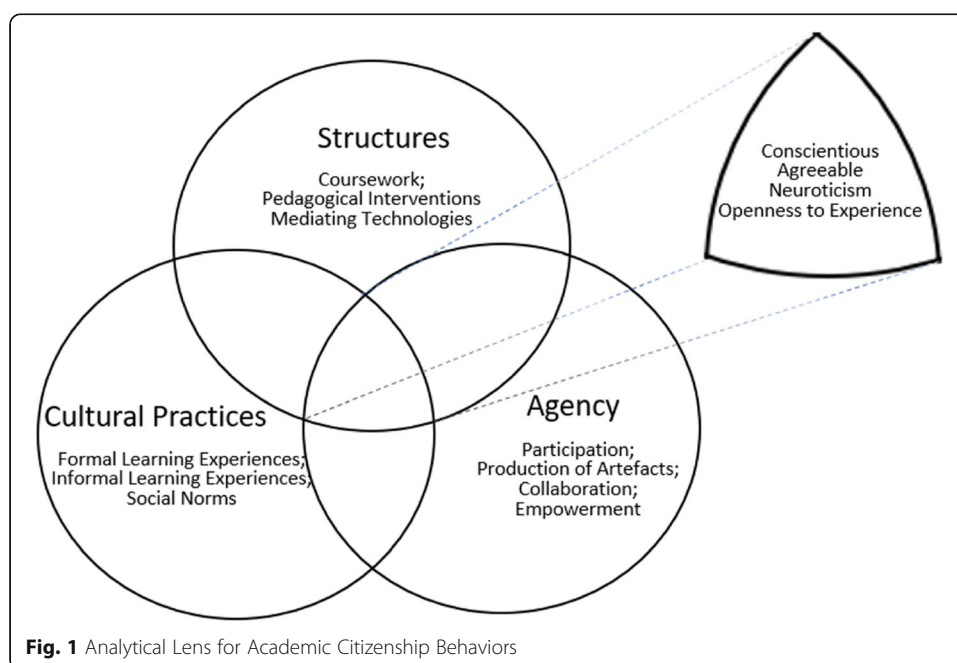 Structures
Coursework;
Pedagogical Interventions
Mediating Technologies
Conscientious
Agreeable
Neuroticism
Openness to Experience
Cultural Practices
Formal Learning Experiences;
Informal Learning Experiences;
Social Norms
Agency
Participation;
Production of Artefacts;
Collaboration;
Empowerment
Fig. 1 Analytical Lens for Academic Citizenship Behaviors